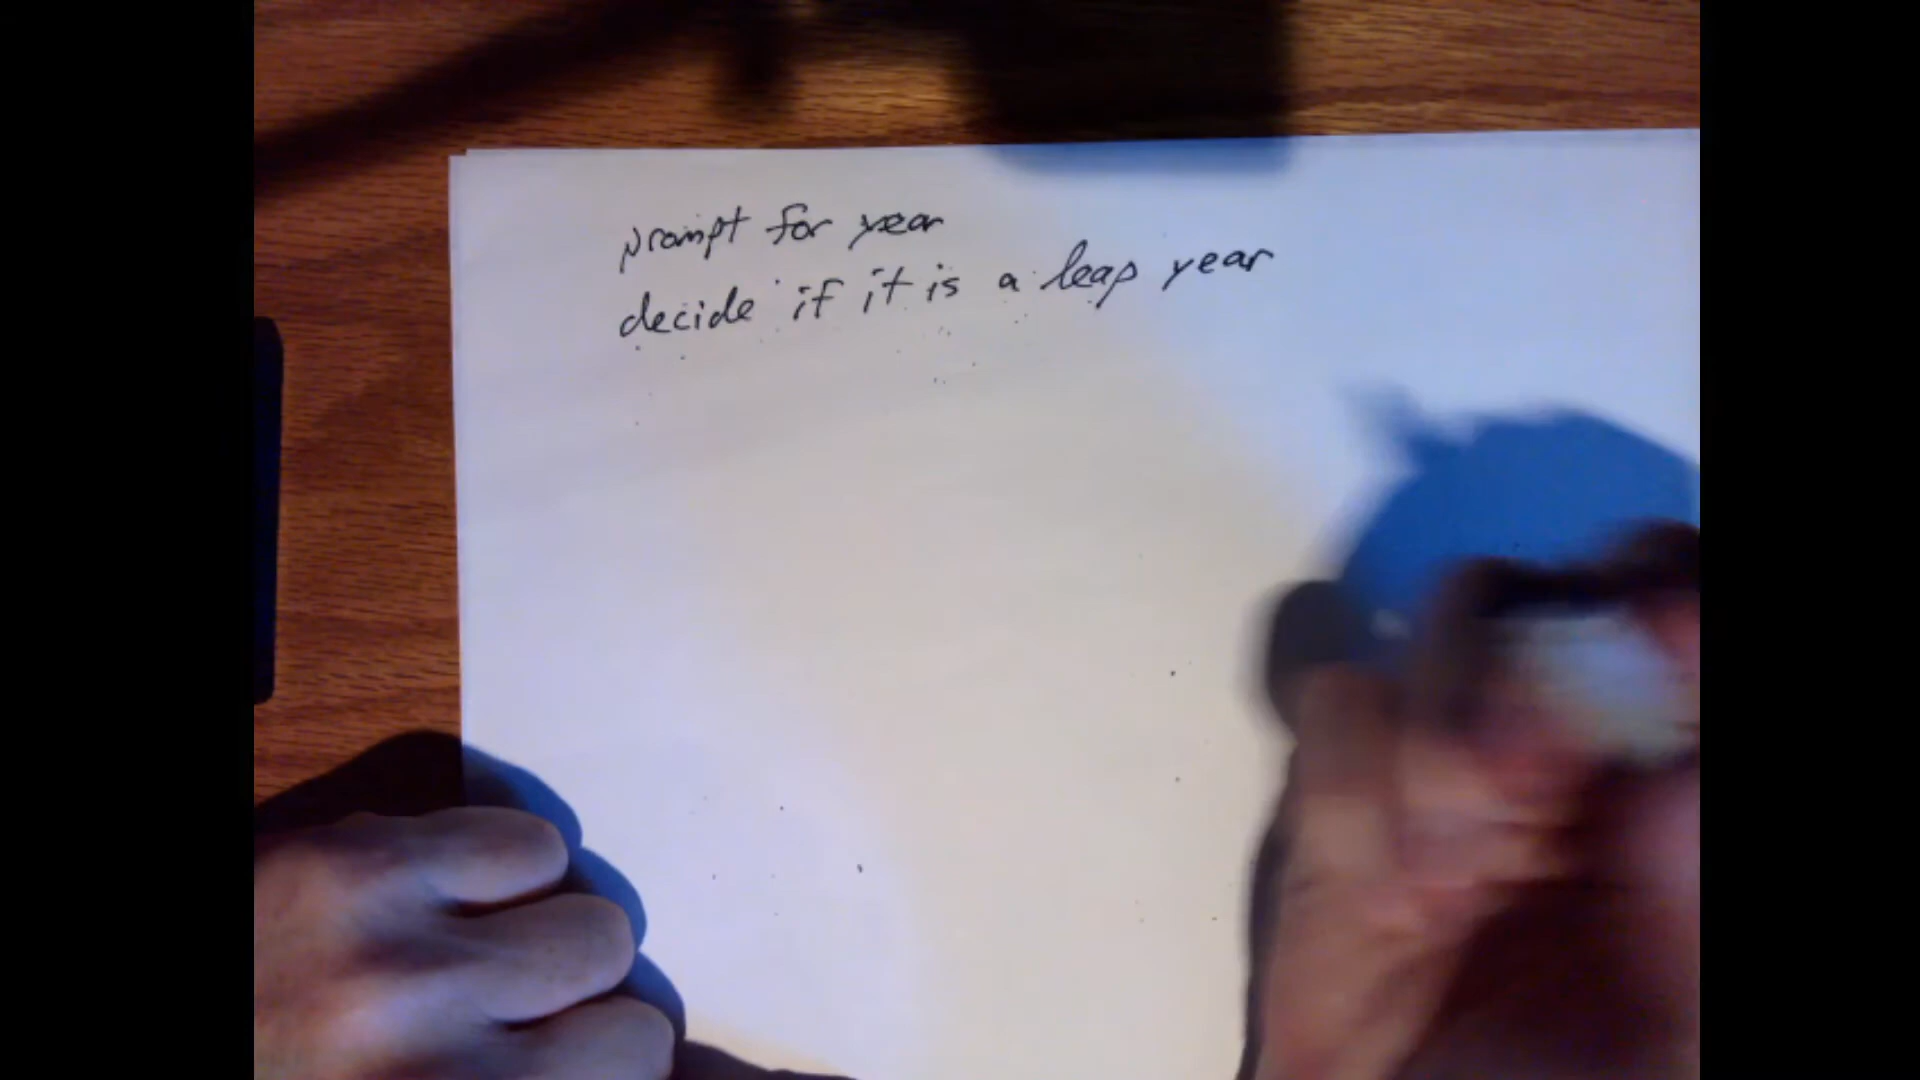 prompt for year
decide if it is a leap year